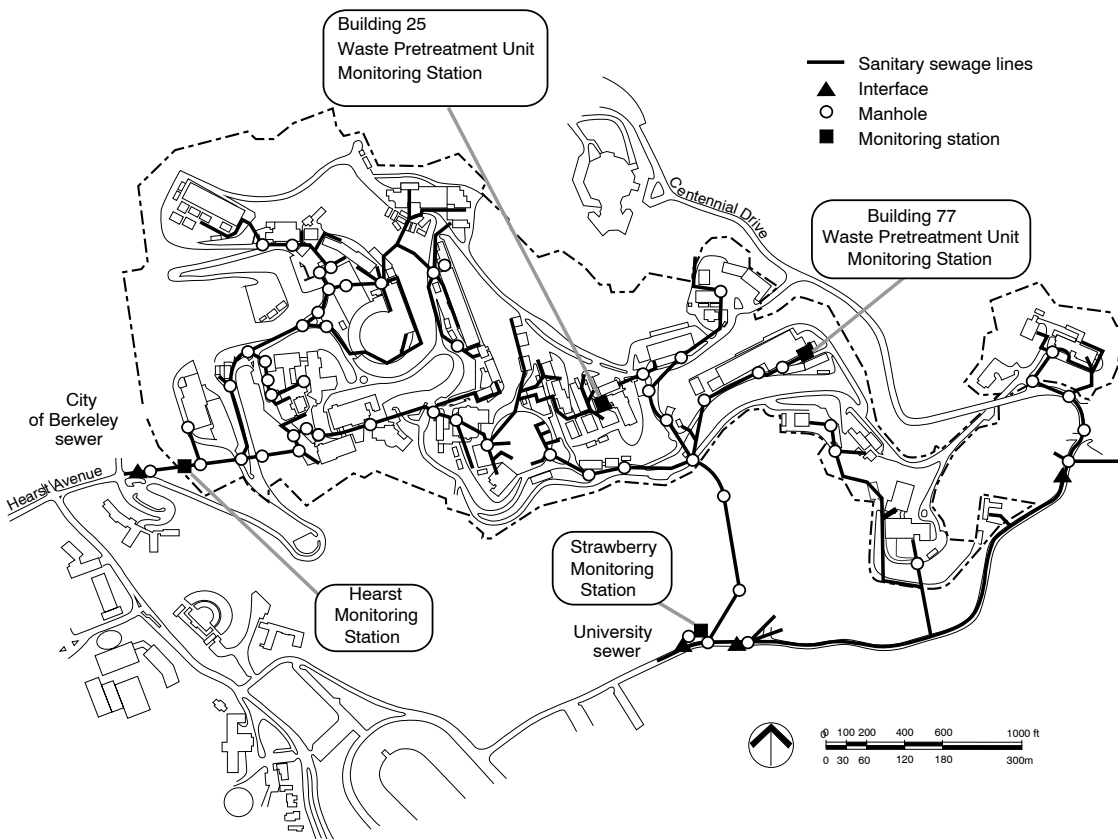 Building 25
Waste Pretreatment Unit
Monitoring Station
Sanitary sewage lines
Interface
Manhole
Monitoring station
Centennial Drive
Building 77
Waste Pretreatment Unit
Monitoring Station
City
of Berkeley
sewer
Hearst Avenue
Hearst
Monitoring
Station
Strawberry
Monitoring
Station
University
sewer
0 100 200 400 600 1000 ft
0 30 60 120 180 300m